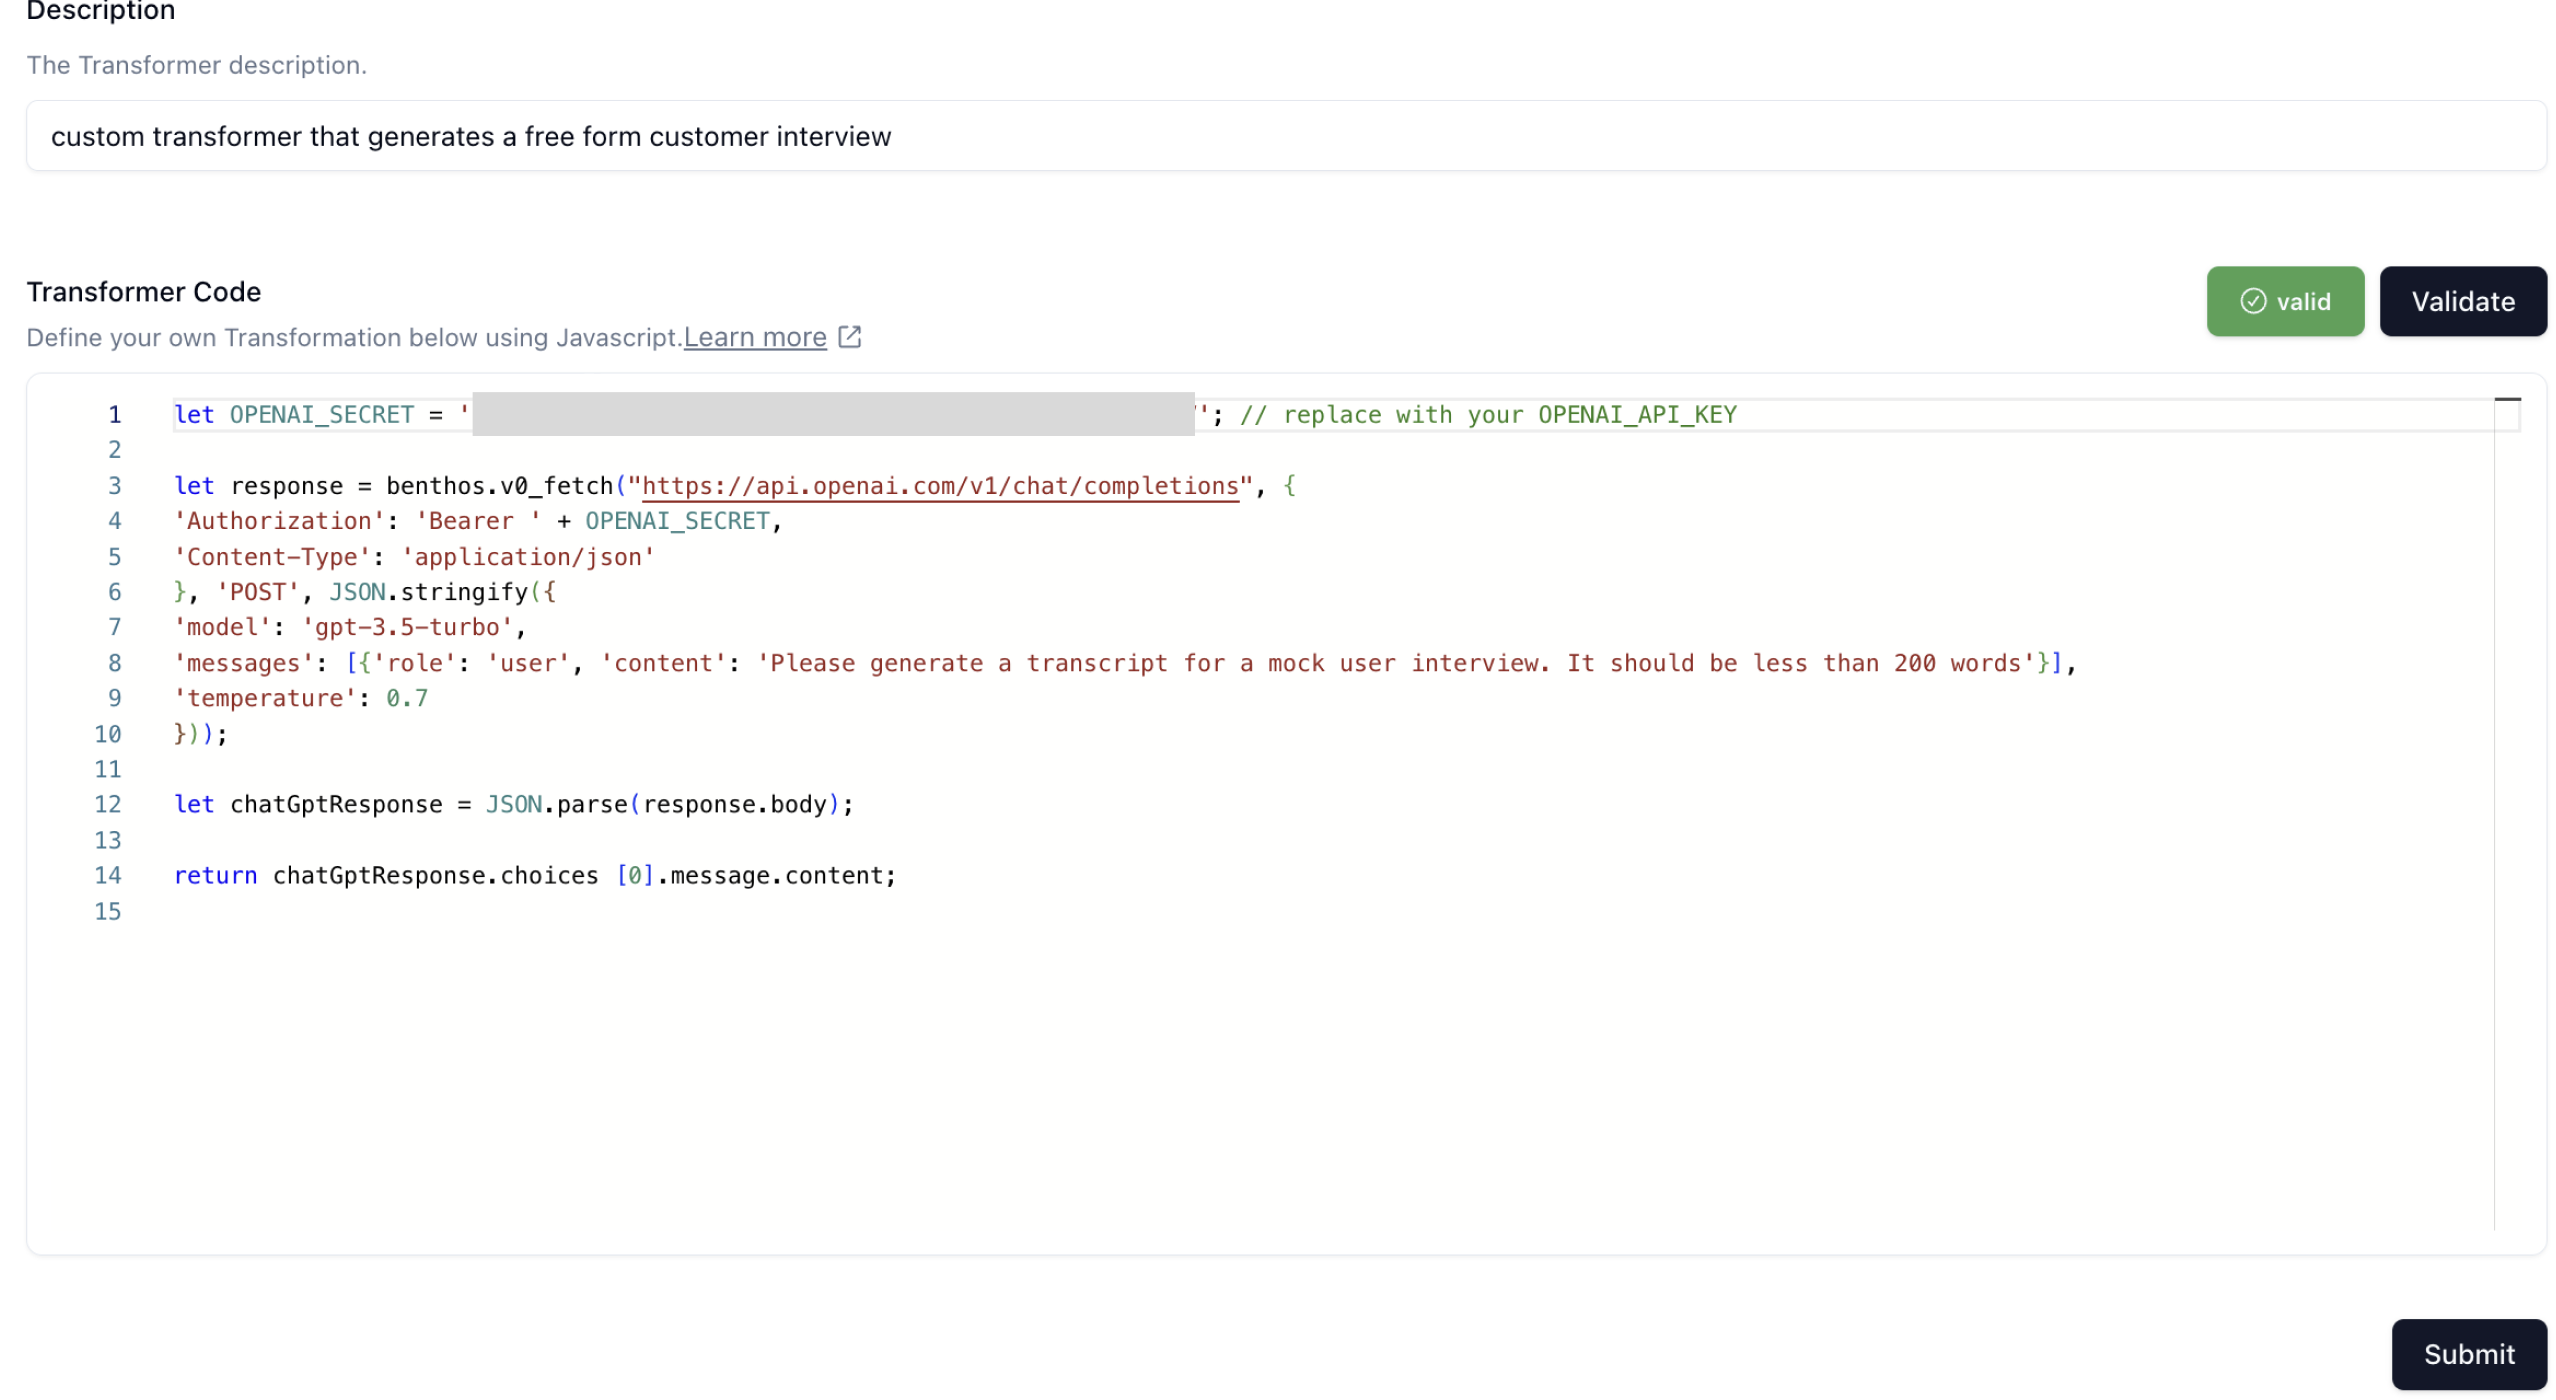 Description
The Transformer description.
custom transformer that generates a free form customer interview
Transformer Code
valid
Validate
Define your own Transformation below using Javascript.Learn more
1 let OPENAI_SECRET = ''; // replace with your OPENAI_API_KEY
2
3 let response = benthos.v0_fetch("https://api.openai.com/v1/chat/completions", {
4 'Authorization': 'Bearer ' + OPENAI_SECRET,
5 'Content-Type': 'application/json'
6 }, 'POST', JSON.stringify({
7 'model': 'gpt-3.5-turbo',
8 'messages': [{'role': 'user', 'content': 'Please generate a transcript for a mock user interview. It should be less than 200 words'}],
9 'temperature': 0.7
10 }));
11
12 let chatGptResponse = JSON.parse(response.body);
13
14 return chatGptResponse.choices [0].message.content;
15
Submit